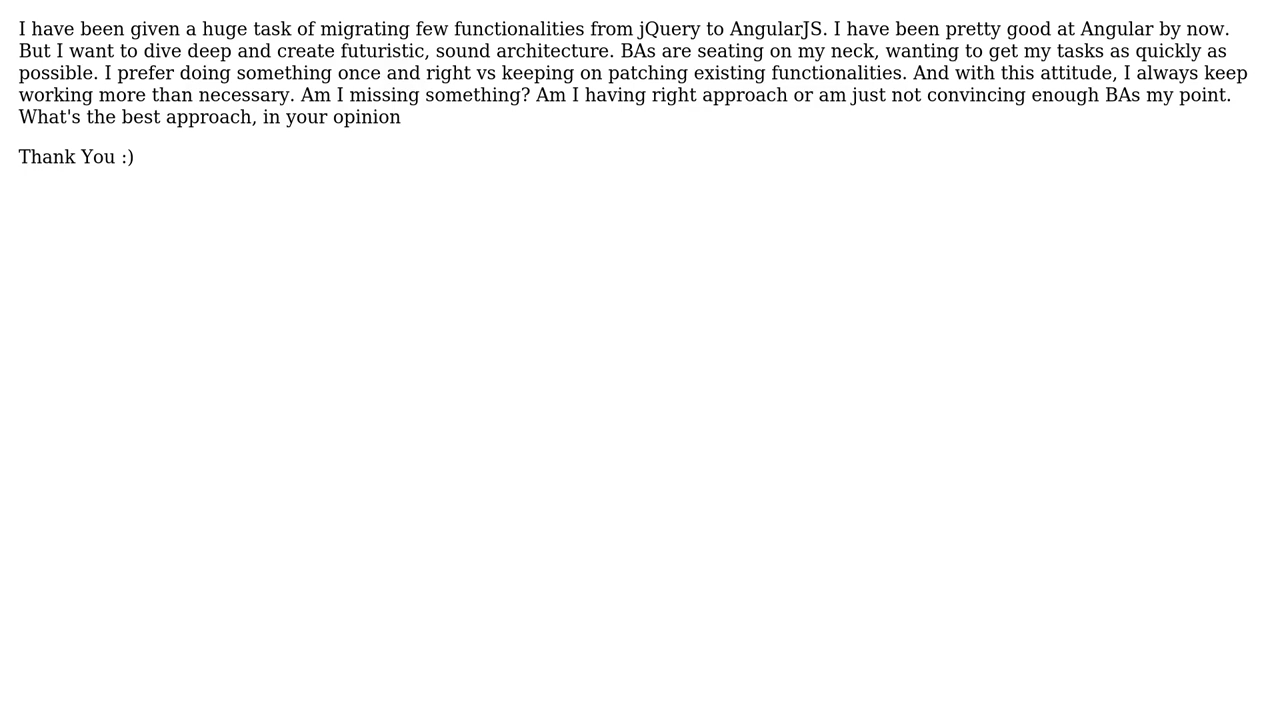 I have been given a huge task of migrating few functionalities from jQuery to AngularJS. I have been pretty good at Angular by now.
But I want to dive deep and create futuristic, sound architecture. BAs are seating on my neck, wanting to get my tasks as quickly as
possible. I prefer doing something once and right vs keeping on patching existing functionalities. And with this attitude, I always keep
working more than necessary. Am I missing something? Am I having right approach or am just not convincing enough BAs my point.
What's the best approach, in your opinion
Thank You :)